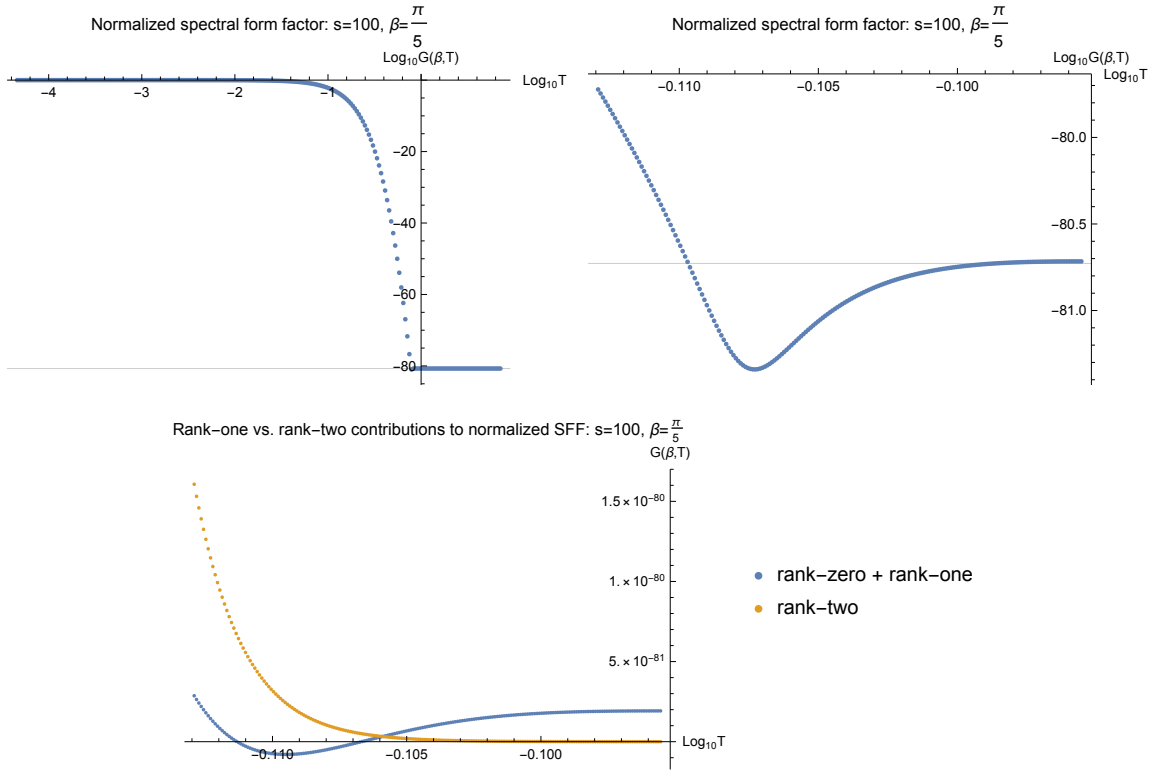 Normalized spectral form factor: s=100, β=π/5
Log₁₀G(β,T)
Log₁₀T
−4 −3 −2 −1
−20
−40
−60
−80
Normalized spectral form factor: s=100, β=π/5
Log₁₀G(β,T)
Log₁₀T
−0.110 −0.105 −0.100
−80.0
−80.5
−81.0
Rank−one vs. rank−two contributions to normalized SFF: s=100, β=π/5
G(β,T)
1.5×10⁻⁸⁰
1.×10⁻⁸⁰
5.×10⁻⁸¹
Log₁₀T
−0.110 −0.105 −0.100
rank−zero + rank−one
rank−two